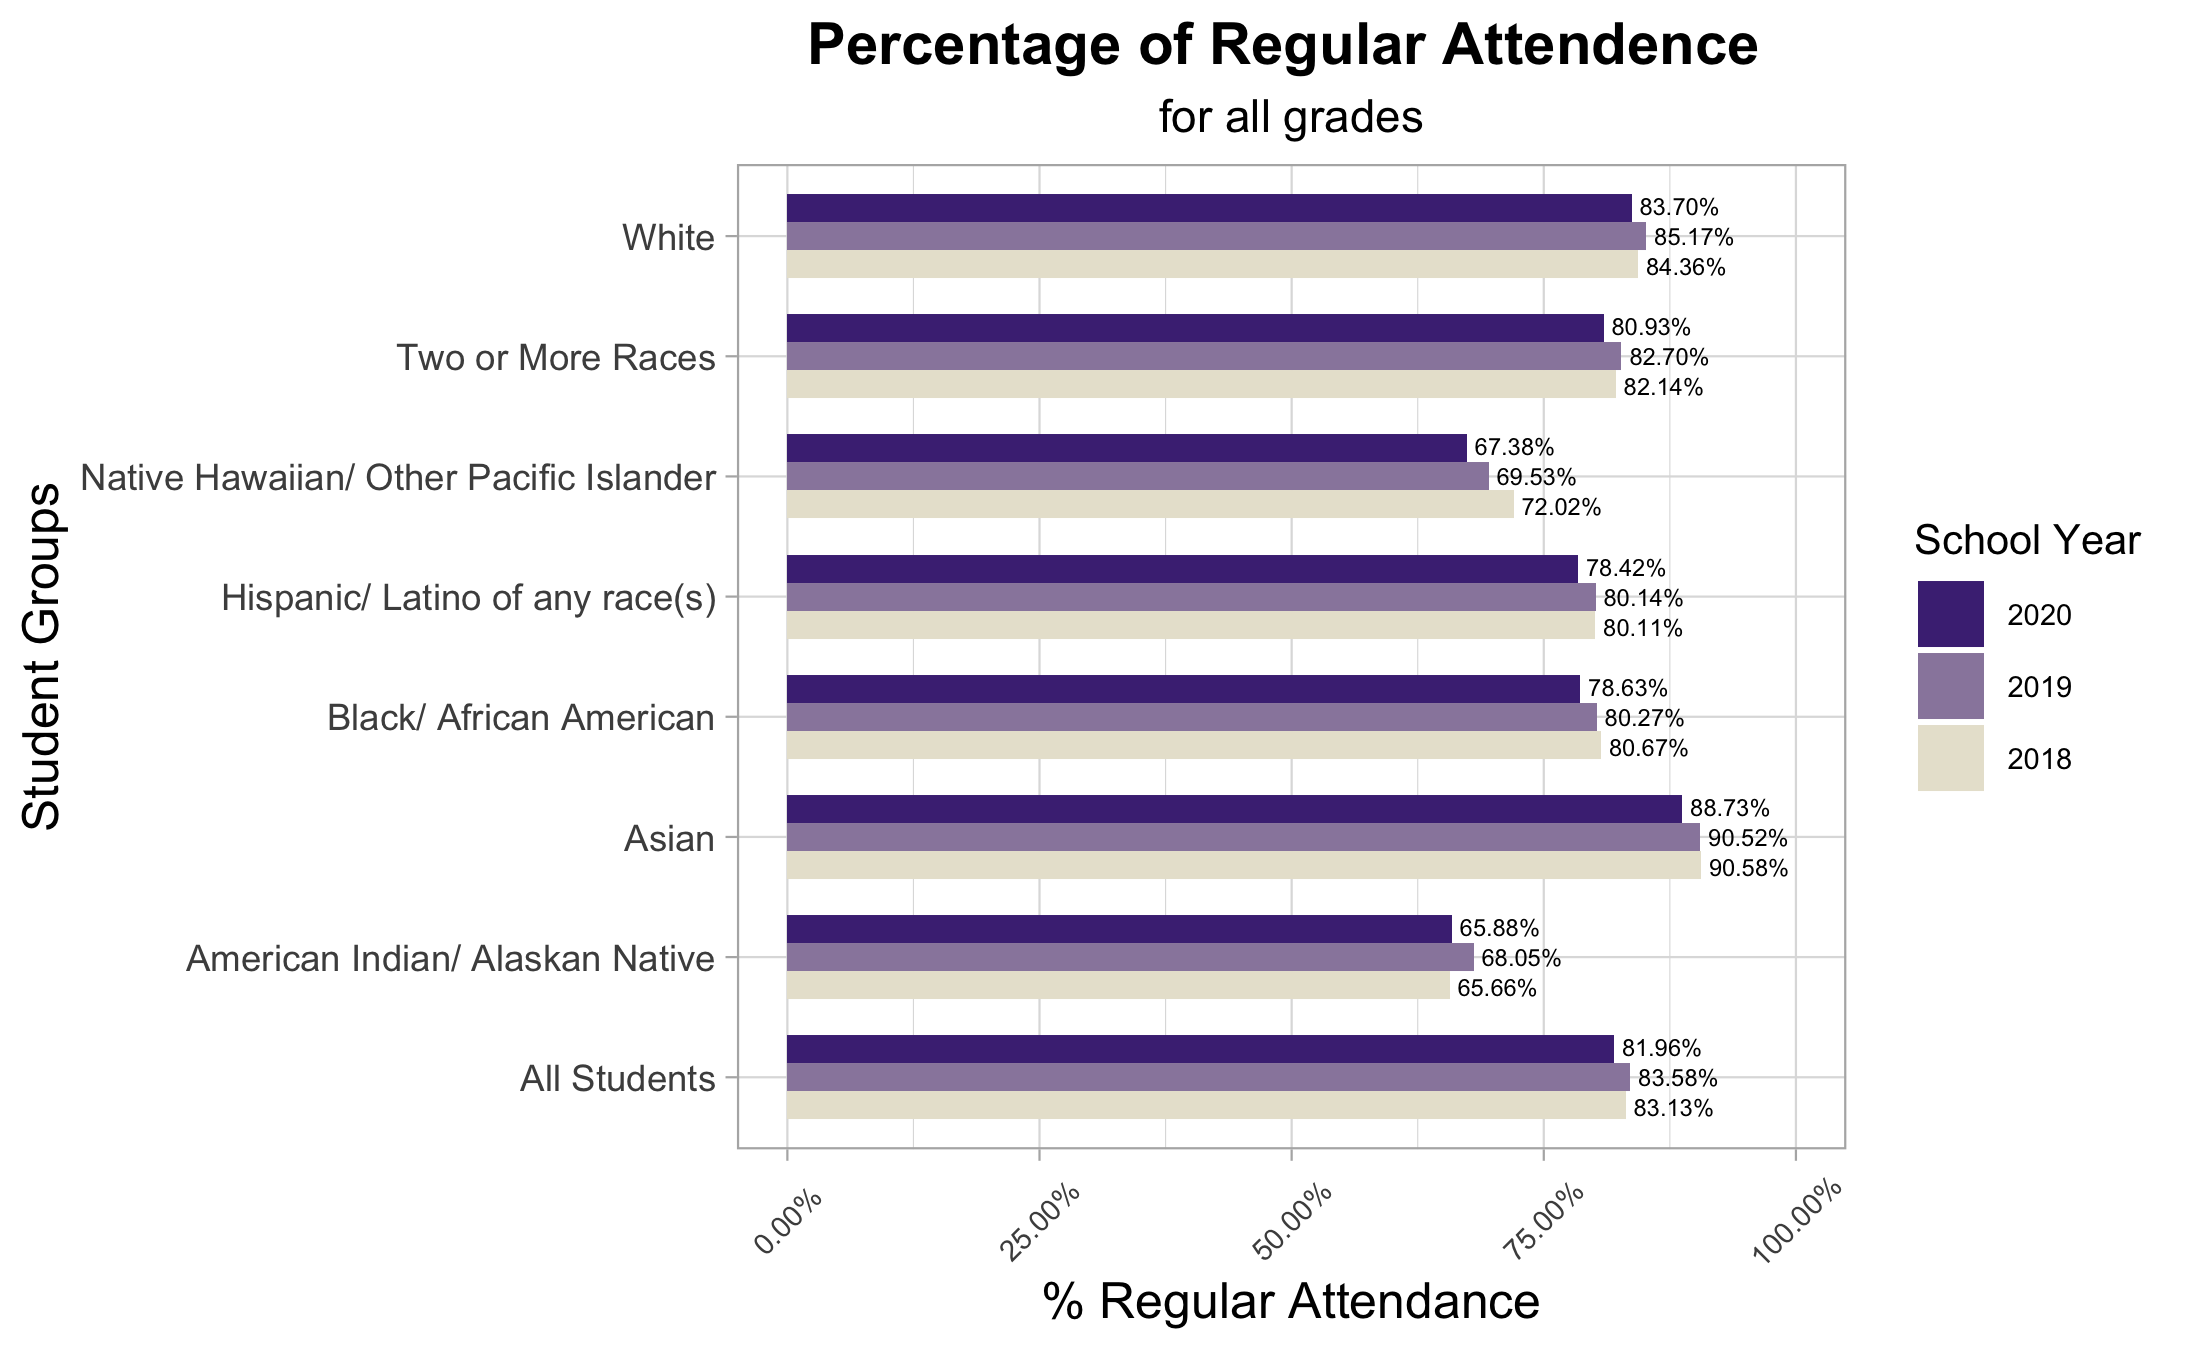 Percentage of Regular Attendence
for all grades
Student Groups
White
83.70%
85.17%
84.36%
Two or More Races
80.93%
82.70%
82.14%
Native Hawaiian/ Other Pacific Islander
67.38%
69.53%
72.02%
Hispanic/ Latino of any race(s)
78.42%
80.14%
80.11%
Black/ African American
78.63%
80.27%
80.67%
Asian
88.73%
90.52%
90.58%
American Indian/ Alaskan Native
65.88%
68.05%
65.66%
All Students
81.96%
83.58%
83.13%
0.00%
25.00%
50.00%
75.00%
100.00%
% Regular Attendance
School Year
2020
2019
2018